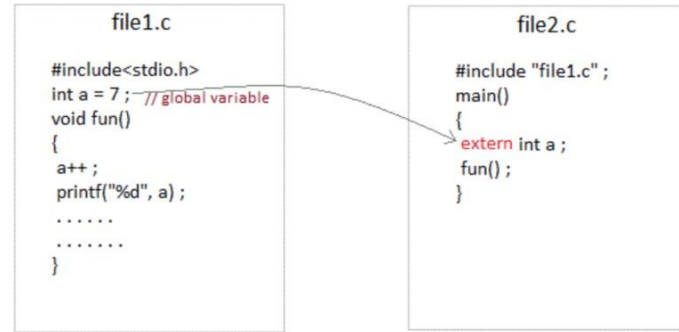 file1.c
#include<stdio.h>
int a = 7 ; // global variable
void fun()
{
a++ ;
printf("%d", a) ;
. . . . . .
. . . . . . .
}
file2.c
#include "file1.c" ;
main()
{
extern int a ;
fun() ;
}